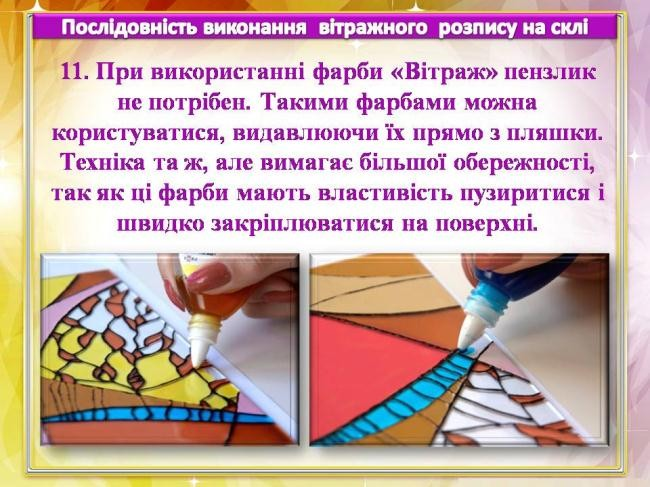 Послідовність виконання вітражного розпису на склі
11. При використанні фарби «Вітраж» пензлик
не потрібен. Такими фарбами можна
користуватися, видавлюючи їх прямо з пляшки.
Техніка та ж, але вимагає більшої обережності,
так як ці фарби мають властивість пузиритися і
швидко закріплюватися на поверхні.